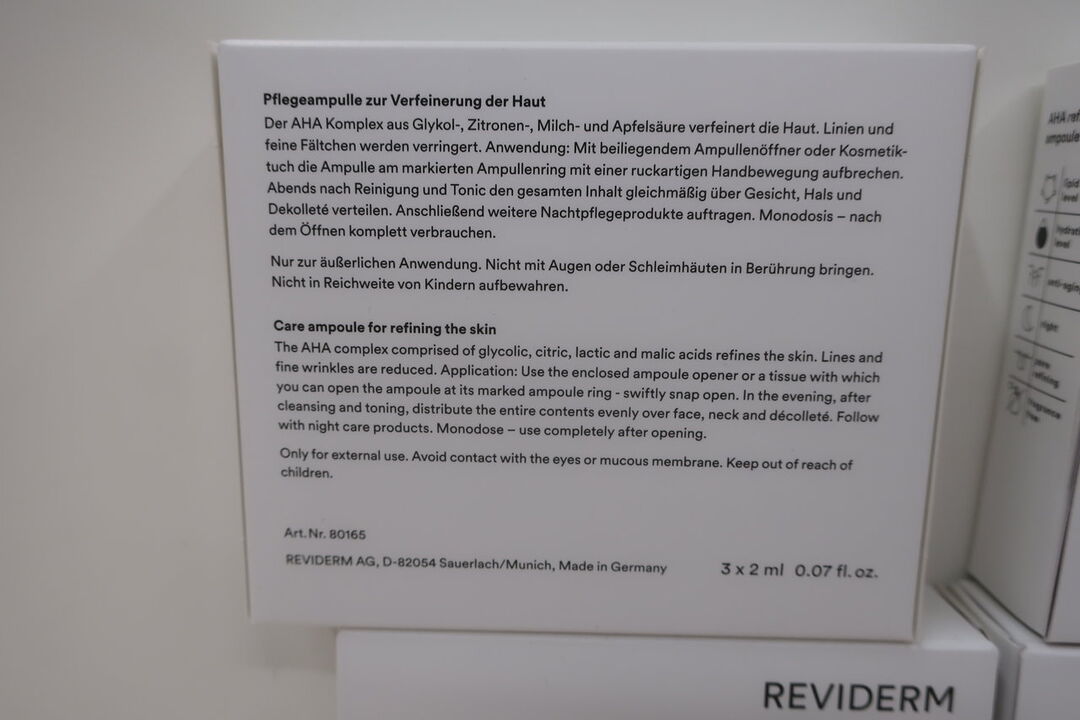 Pflegeampulle zur Verfeinerung der Haut
Der AHA Komplex aus Glykol-, Zitronen-, Milch- und Apfelsäure verfeinert die Haut. Linien und
feine Fältchen werden verringert. Anwendung: Mit beiliegendem Ampullenöffner oder Kosmetik-
tuch die Ampulle am markierten Ampullenring mit einer ruckartigen Handbewegung aufbrechen.
Abends nach Reinigung und Tonic den gesamten Inhalt gleichmäßig über Gesicht, Hals und
Dekolleté verteilen. Anschließend weitere Nachtpflegeprodukte auftragen. Monodosis – nach
dem Öffnen komplett verbrauchen.
Nur zur äußerlichen Anwendung. Nicht mit Augen oder Schleimhäuten in Berührung bringen.
Nicht in Reichweite von Kindern aufbewahren.
Care ampoule for refining the skin
The AHA complex comprised of glycolic, citric, lactic and malic acids refines the skin. Lines and
fine wrinkles are reduced. Application: Use the enclosed ampoule opener or a tissue with which
you can open the ampoule at its marked ampoule ring - swiftly snap open. In the evening, after
cleansing and toning, distribute the entire contents evenly over face, neck and décolleté. Follow
with night care products. Monodose – use completely after opening.
Only for external use. Avoid contact with the eyes or mucous membrane. Keep out of reach of
children.
Art. Nr. 80165
REVIDERM AG, D-82054 Sauerlach/Munich, Made in Germany
3 x 2 ml 0.07 fl. oz.
REVIDERM
AHA
lipid
level
level
night
pore
refining